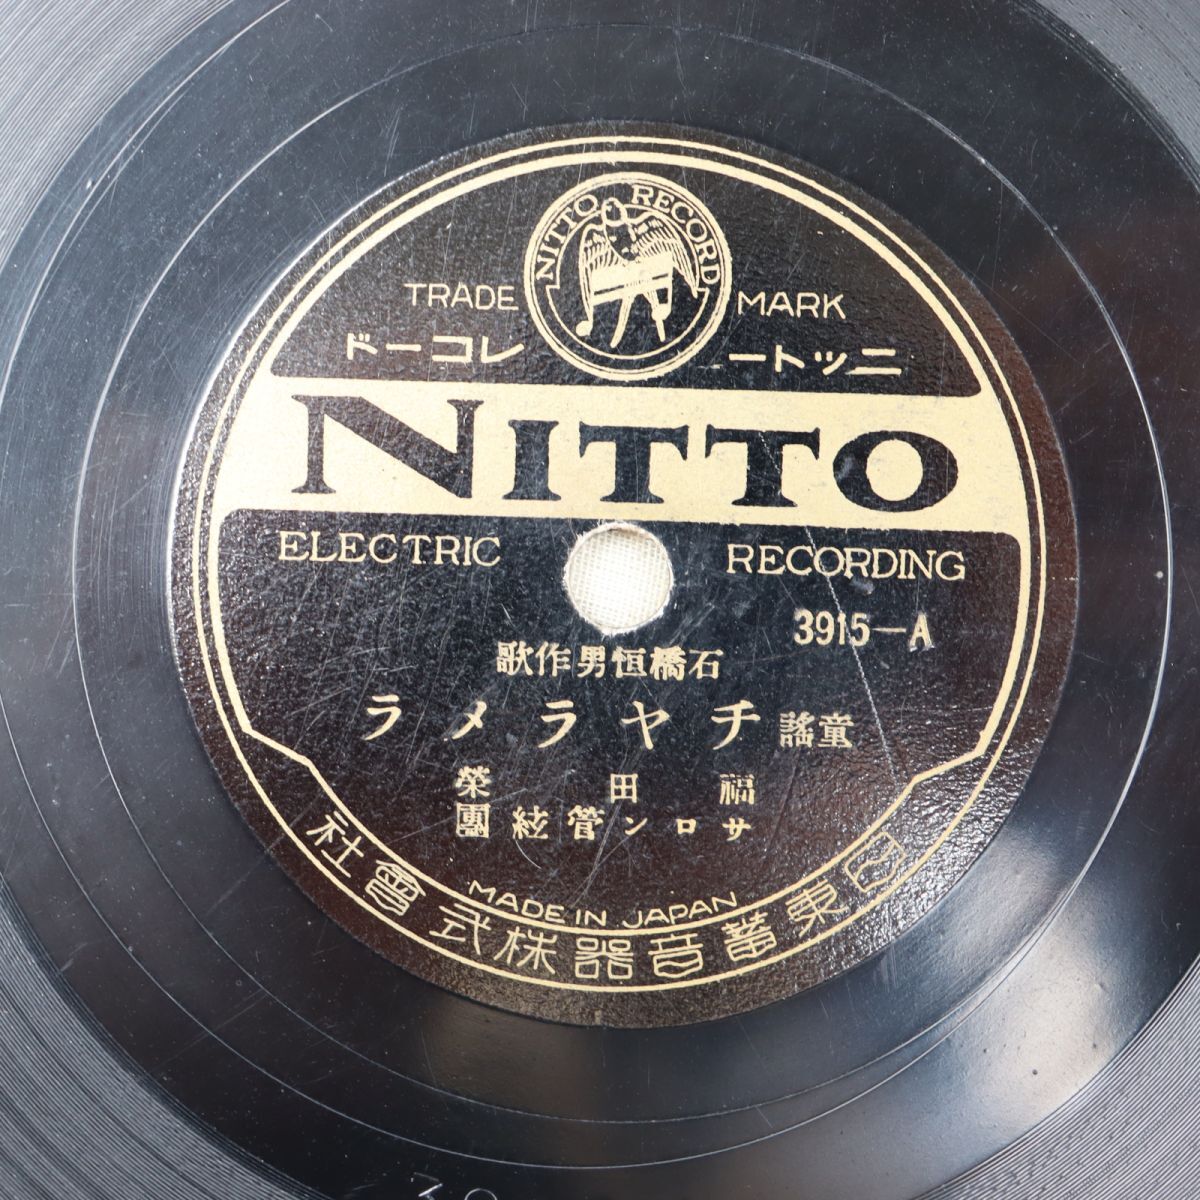 NITTO RECORD
TRADE MARK
ニットー レコード
NITTO
ELECTRIC RECORDING
3915-A
石橋恒男作歌
童謠 チヤラメラ
福田榮
サロン管絃團
MADE IN JAPAN
日東蓄音器株式會社